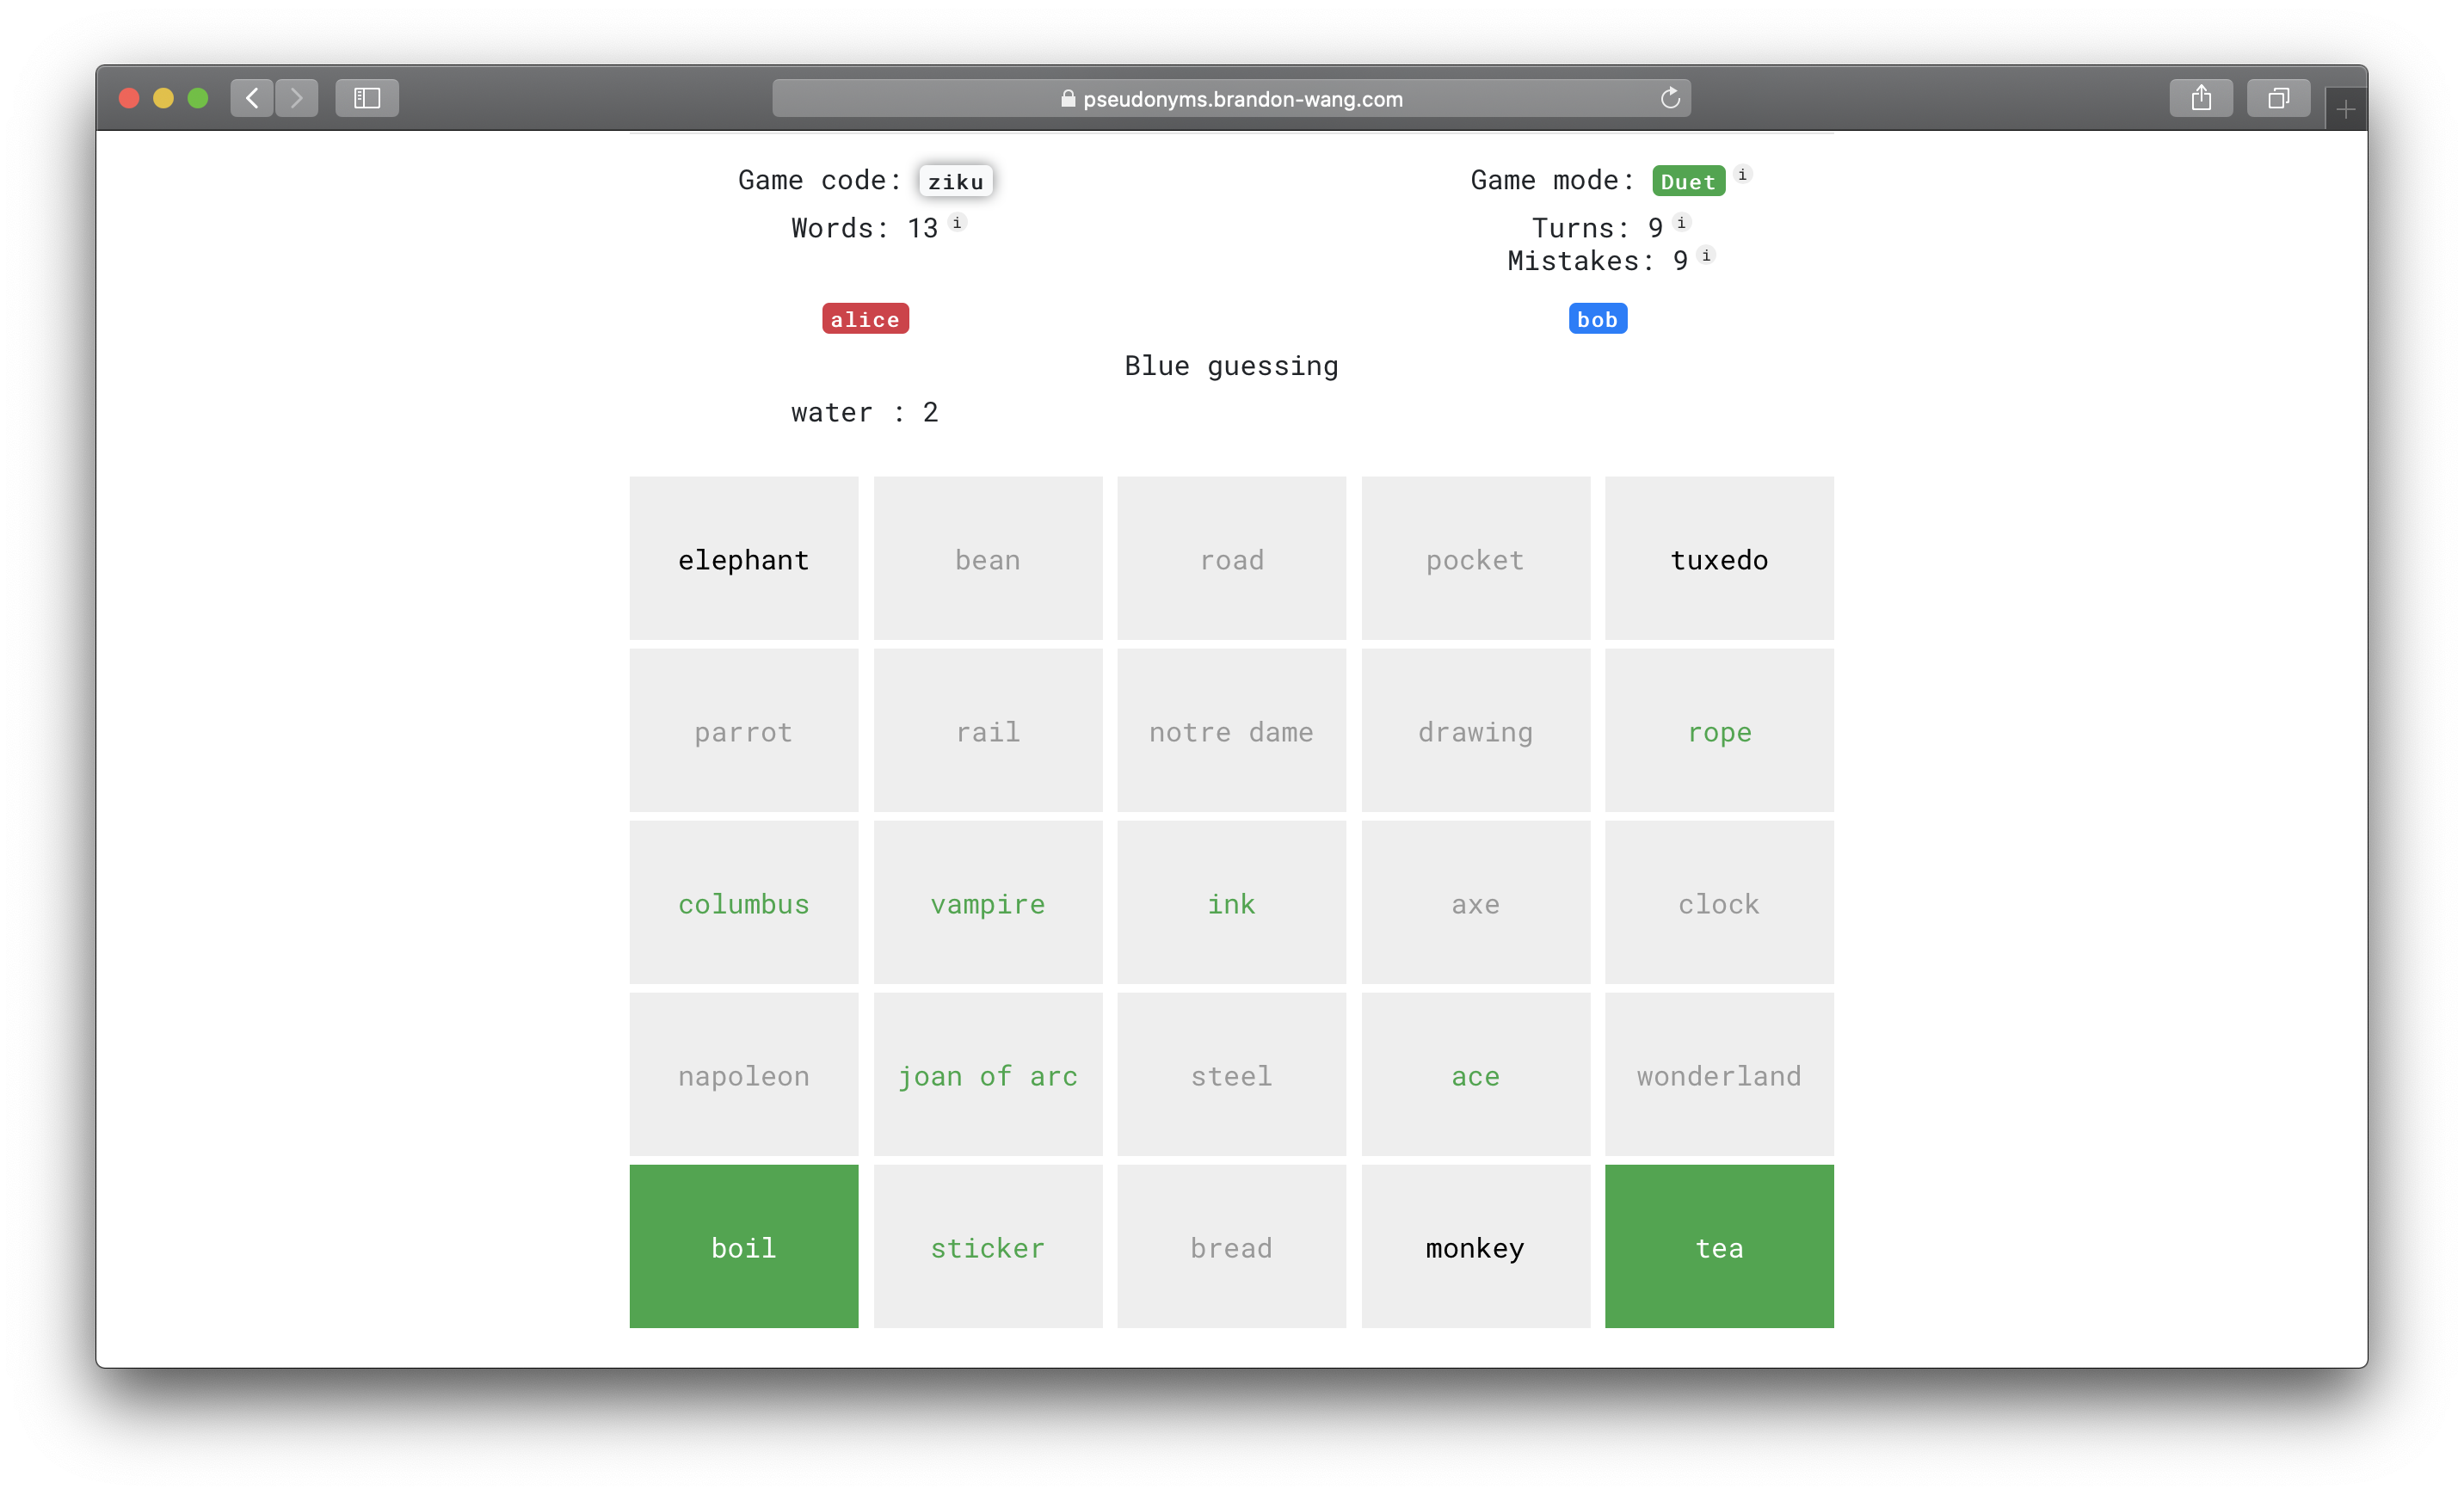 pseudonyms.brandon-wang.com
Game code: ziku
Game mode: Duet i
Words: 13 i
Turns: 9 i
Mistakes: 9 i
alice
bob
Blue guessing
water : 2
elephant bean road pocket tuxedo
parrot rail notre dame drawing rope
columbus vampire ink axe clock
napoleon joan of arc steel ace wonderland
boil sticker bread monkey tea